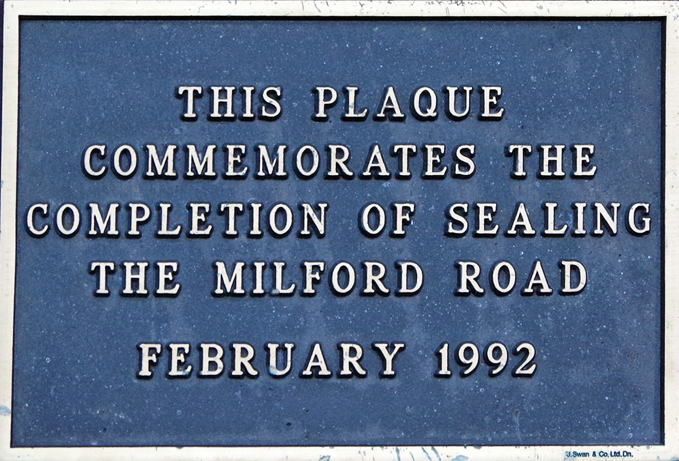 THIS PLAQUE
COMMEMORATES THE
COMPLETION OF SEALING
THE MILFORD ROAD
FEBRUARY 1992
J.Swan & Co.Ltd.Dn.